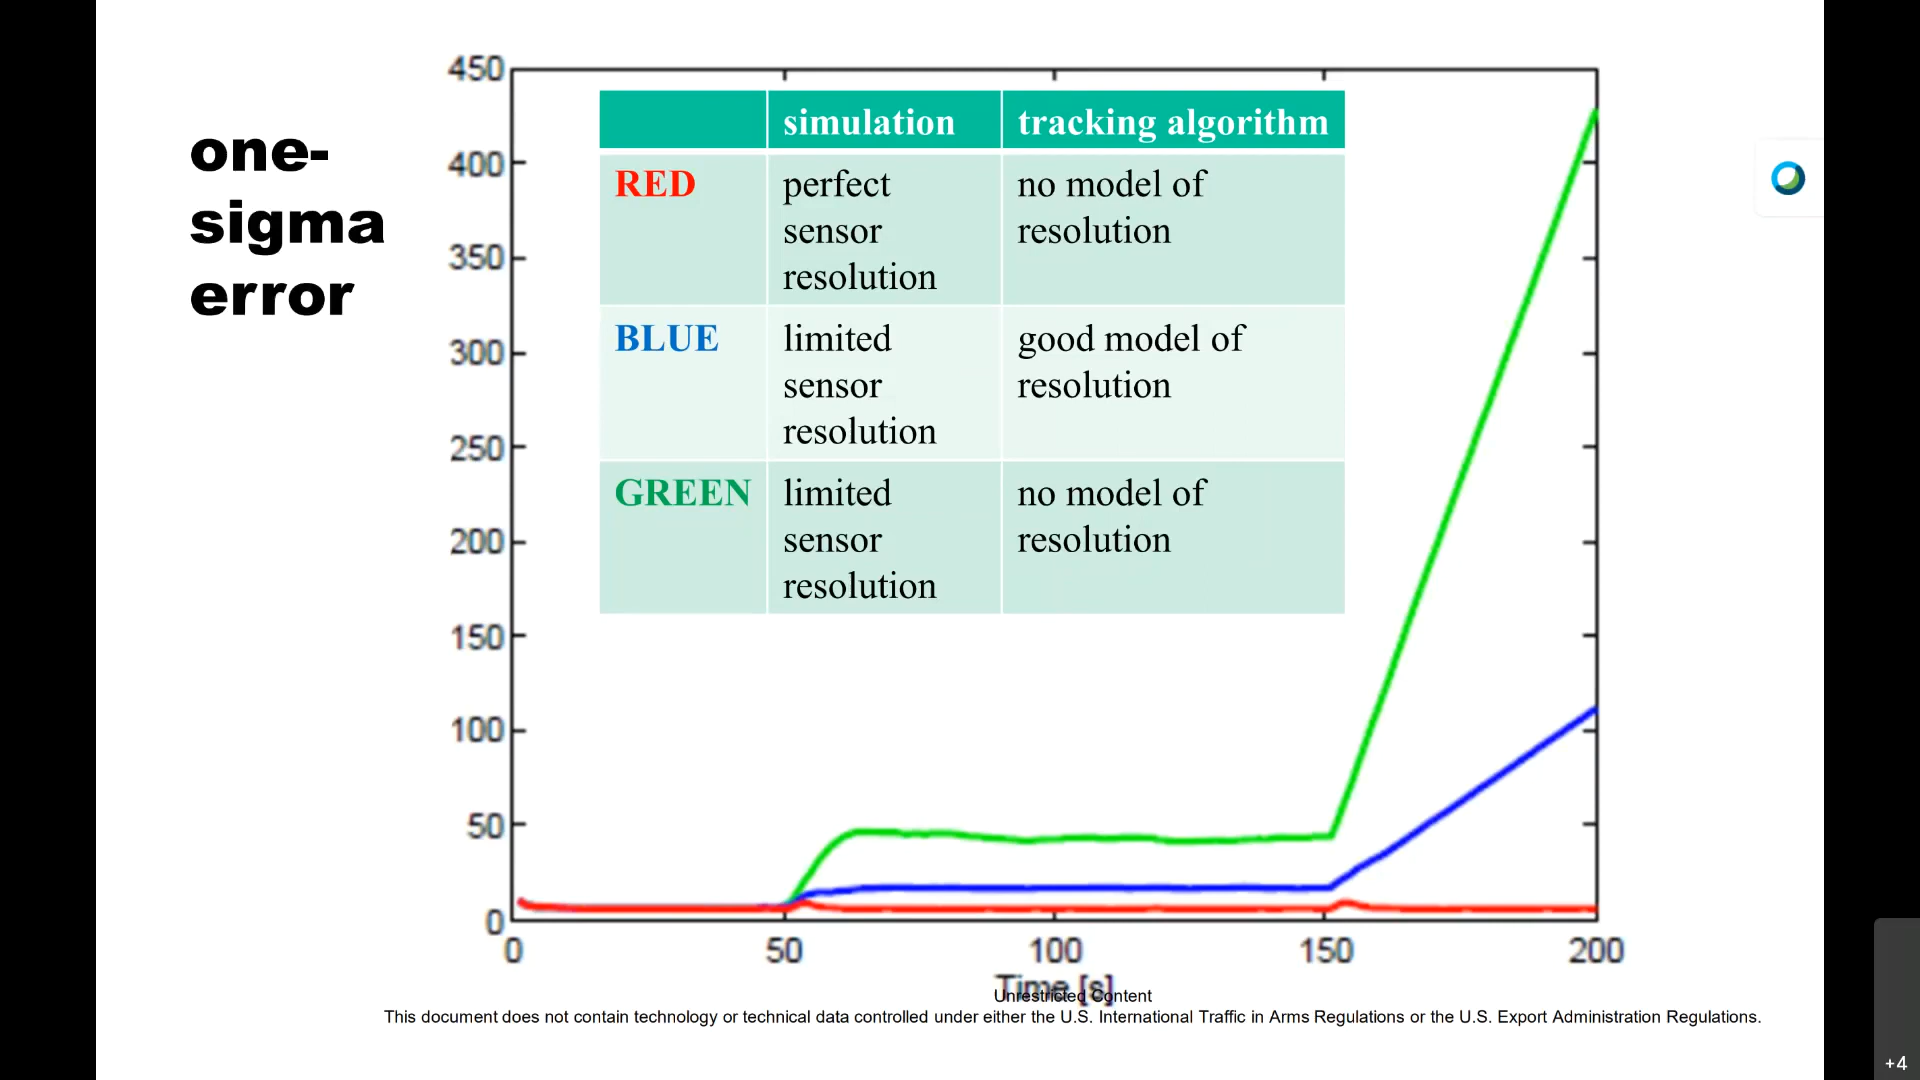 one-
sigma
error
450
400
350
300
250
200
150
100
50
0
simulation tracking algorithm
RED perfect sensor resolution no model of resolution
BLUE limited sensor resolution good model of resolution
GREEN limited sensor resolution no model of resolution
0 50 100 150 200
Time [s]
Unrestricted Content
This document does not contain technology or technical data controlled under either the U.S. International Traffic in Arms Regulations or the U.S. Export Administration Regulations.
+4